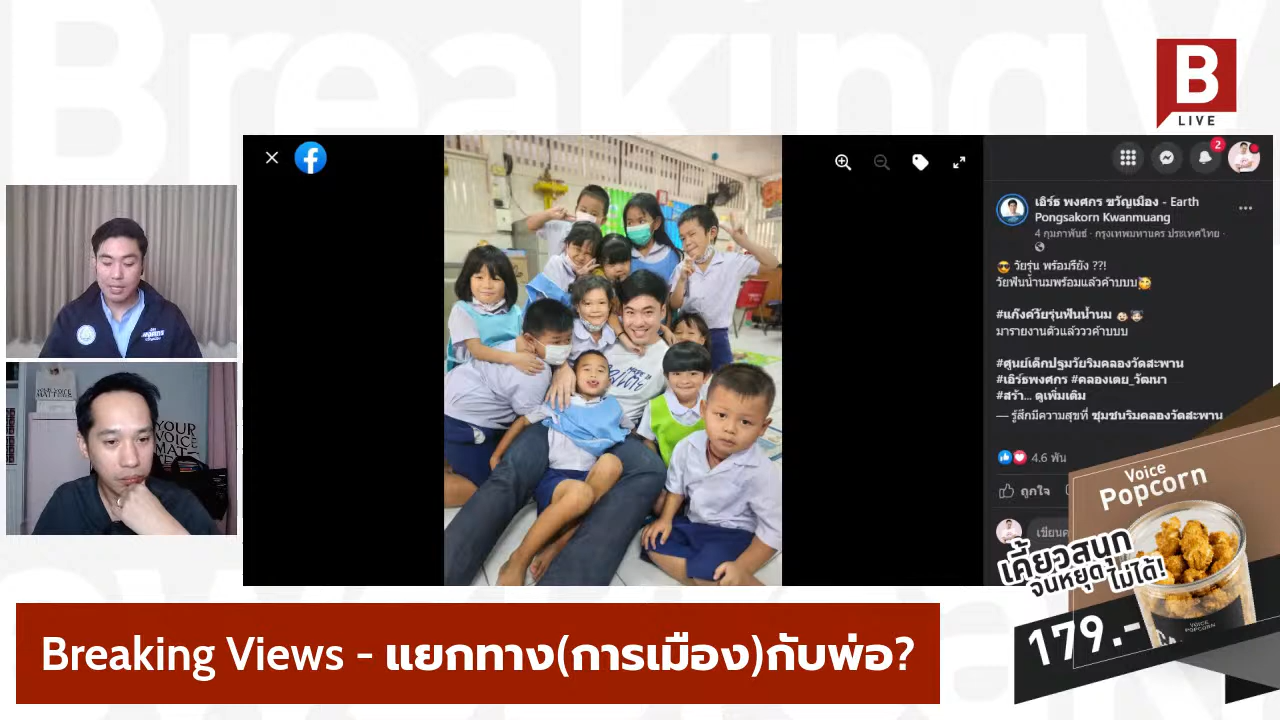 B
LIVE
2
เอิร์ธ พงศกร ขวัญเมือง - Earth
Pongsakorn Kwanmuang
4 กุมภาพันธ์ · กรุงเทพมหานคร ประเทศไทย ·
😎 วัยรุ่น พร้อมรึยัง ??!
วัยฟันน้ำนมพร้อมแล้วค้าบบบ🥰
#แก๊งค์วัยรุ่นฟันน้ำนม
มารายงานตัวแล้วววค้าบบบ
#ศูนย์เด็กปฐมวัยริมคลองวัดสะพาน
#เอิร์ธพงศกร #คลองเตย_วัฒนา
#สร้า... ดูเพิ่มเติม
— รู้สึกมีความสุขที่ ชุมชนริมคลองวัดสะพาน
4.6 พัน
ถูกใจ
YOUR
VOICE
MAT
Voice
Popcorn
เคี้ยวสนุก
จนหยุดไม่ได้!
VOICE
POPCORN
179.-
Breaking Views - แยกทาง(การเมือง)กับพ่อ?